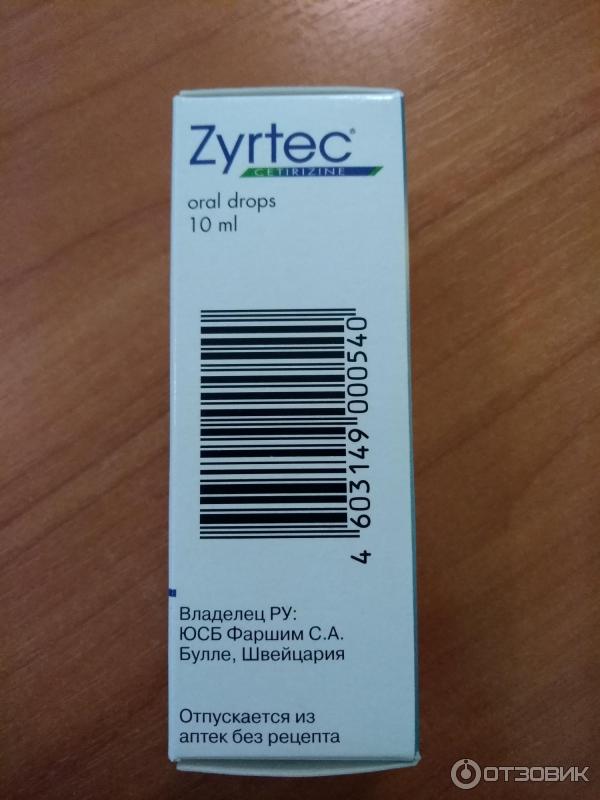 Zyrtec®
CETIRIZINE
oral drops
10 ml
4 603149 000540
Владелец РУ:
ЮСБ Фаршим С.А.
Булле, Швейцария
Отпускается из
аптек без рецепта
ОТЗОВИК